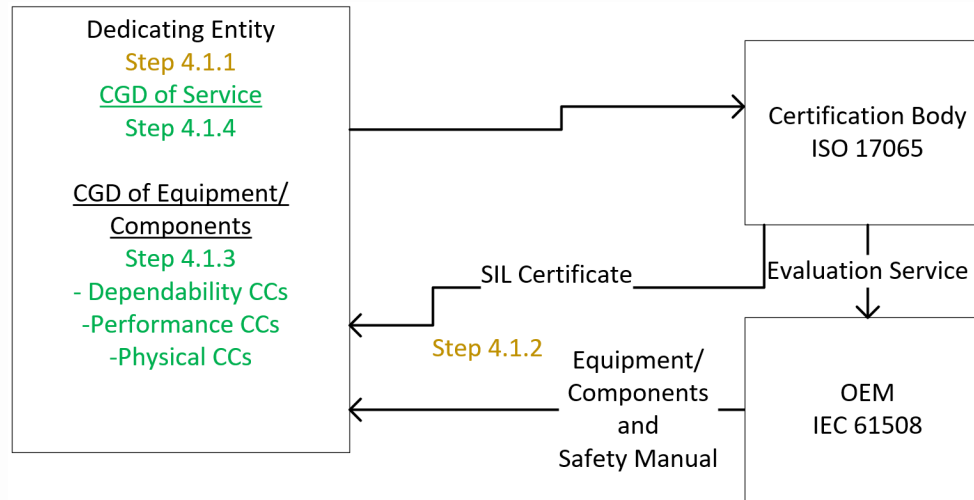 Dedicating Entity
Step 4.1.1
CGD of Service
Step 4.1.4
CGD of Equipment/
Components
Step 4.1.3
- Dependability CCs
-Performance CCs
-Physical CCs
Certification Body
ISO 17065
SIL Certificate
Evaluation Service
Step 4.1.2
Equipment/
Components
and
Safety Manual
OEM
IEC 61508